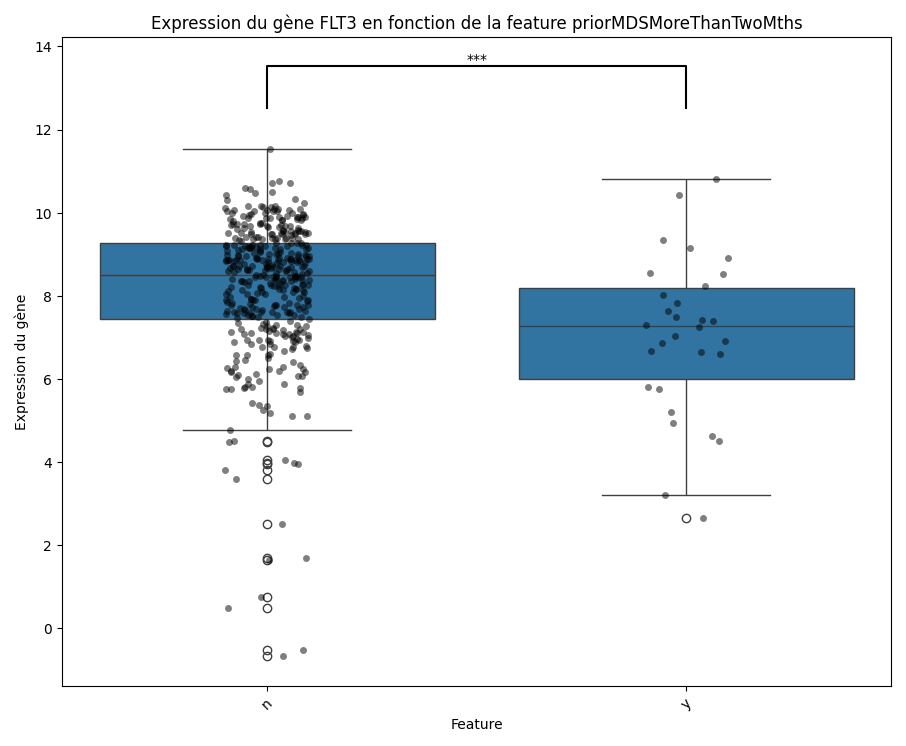 Expression du gène FLT3 en fonction de la feature priorMDSMoreThanTwoMths
14
***
12
10
8
6
4
2
0
Expression du gène
n
y
Feature